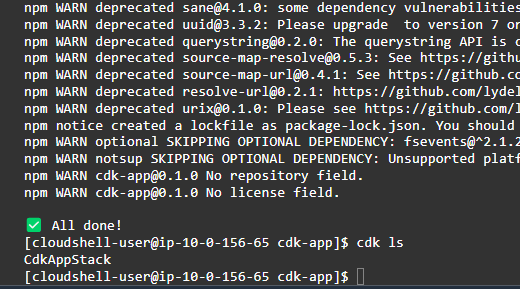 npm WARN deprecated sane@4.1.0: some dependency vulnerabilities
npm WARN deprecated uuid@3.3.2: Please upgrade  to version 7 or
npm WARN deprecated querystring@0.2.0: The querystring API is c
npm WARN deprecated source-map-resolve@0.5.3: See https://githu
npm WARN deprecated source-map-url@0.4.1: See https://github.co
npm WARN deprecated resolve-url@0.2.1: https://github.com/lydel
npm WARN deprecated urix@0.1.0: Please see https://github.com/l
npm notice created a lockfile as package-lock.json. You should
npm WARN optional SKIPPING OPTIONAL DEPENDENCY: fsevents@^2.1.2
npm WARN notsup SKIPPING OPTIONAL DEPENDENCY: Unsupported platf
npm WARN cdk-app@0.1.0 No repository field.
npm WARN cdk-app@0.1.0 No license field.
✅ All done!
[cloudshell-user@ip-10-0-156-65 cdk-app]$ cdk ls
CdkAppStack
[cloudshell-user@ip-10-0-156-65 cdk-app]$